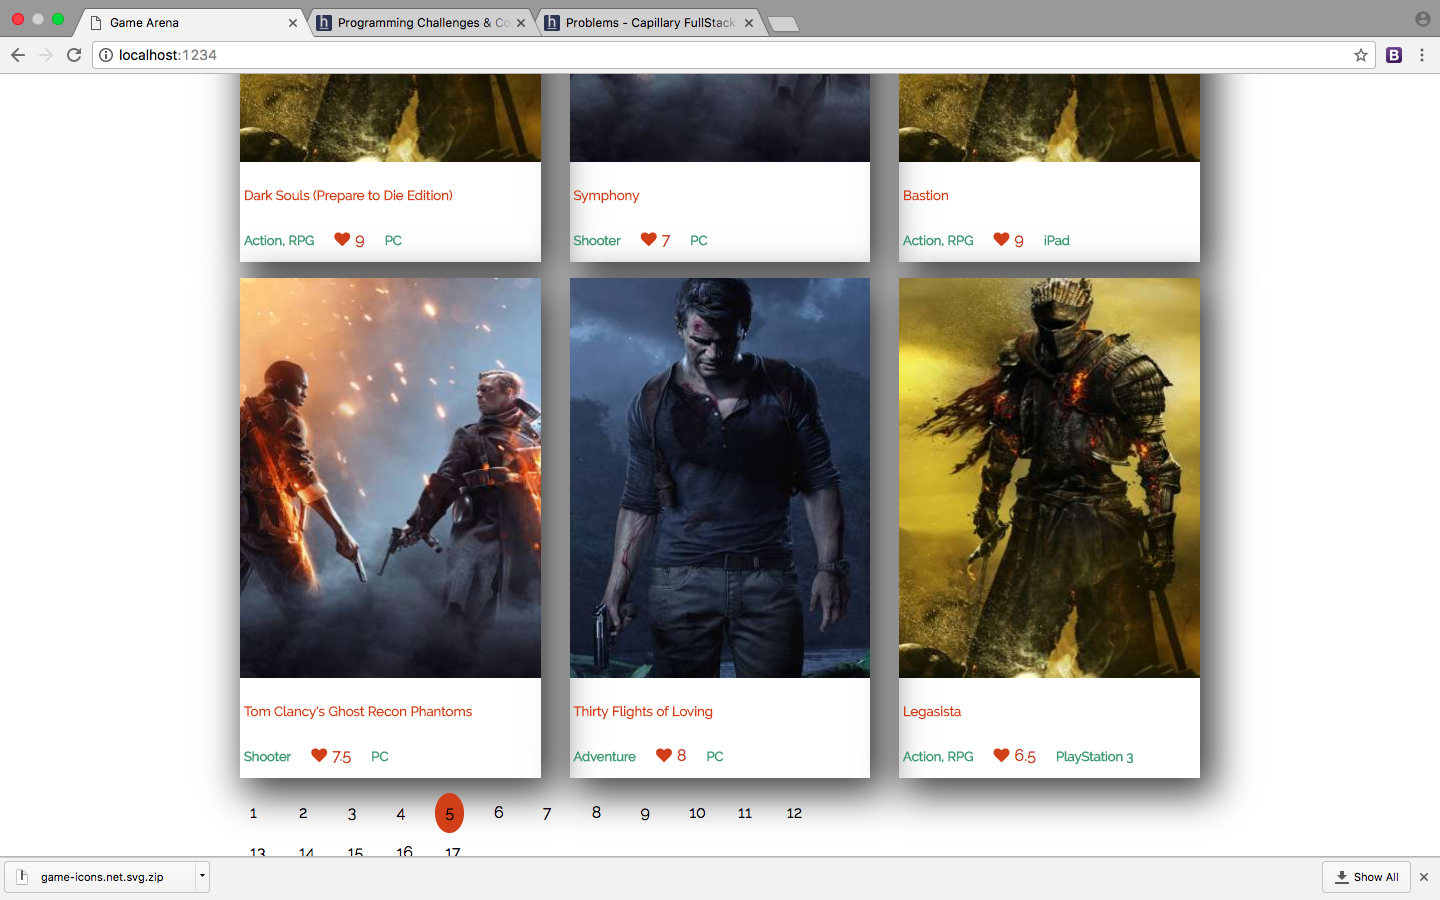 Game Arena
Programming Challenges & Co
Problems - Capillary FullStack
localhost:1234
Dark Souls (Prepare to Die Edition)
Symphony
Bastion
Action, RPG 9 PC
Shooter 7 PC
Action, RPG 9 iPad
Tom Clancy's Ghost Recon Phantoms
Thirty Flights of Loving
Legasista
Shooter 7.5 PC
Adventure 8 PC
Action, RPG 6.5 PlayStation 3
1 2 3 4 5 6 7 8 9 10 11 12
13 14 15 16 17
game-icons.net.svg.zip
Show All